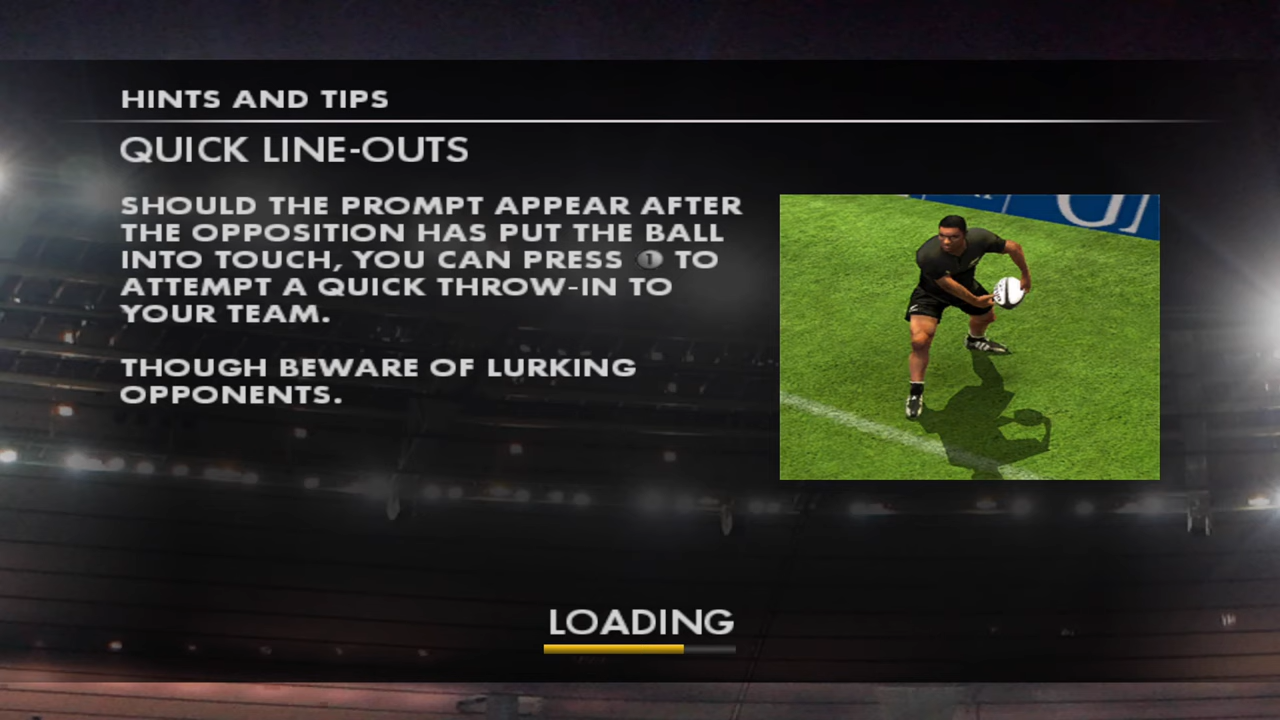 HINTS AND TIPS
QUICK LINE-OUTS
SHOULD THE PROMPT APPEAR AFTER
THE OPPOSITION HAS PUT THE BALL
INTO TOUCH, YOU CAN PRESS 1 TO
ATTEMPT A QUICK THROW-IN TO
YOUR TEAM.
THOUGH BEWARE OF LURKING
OPPONENTS.
LOADING